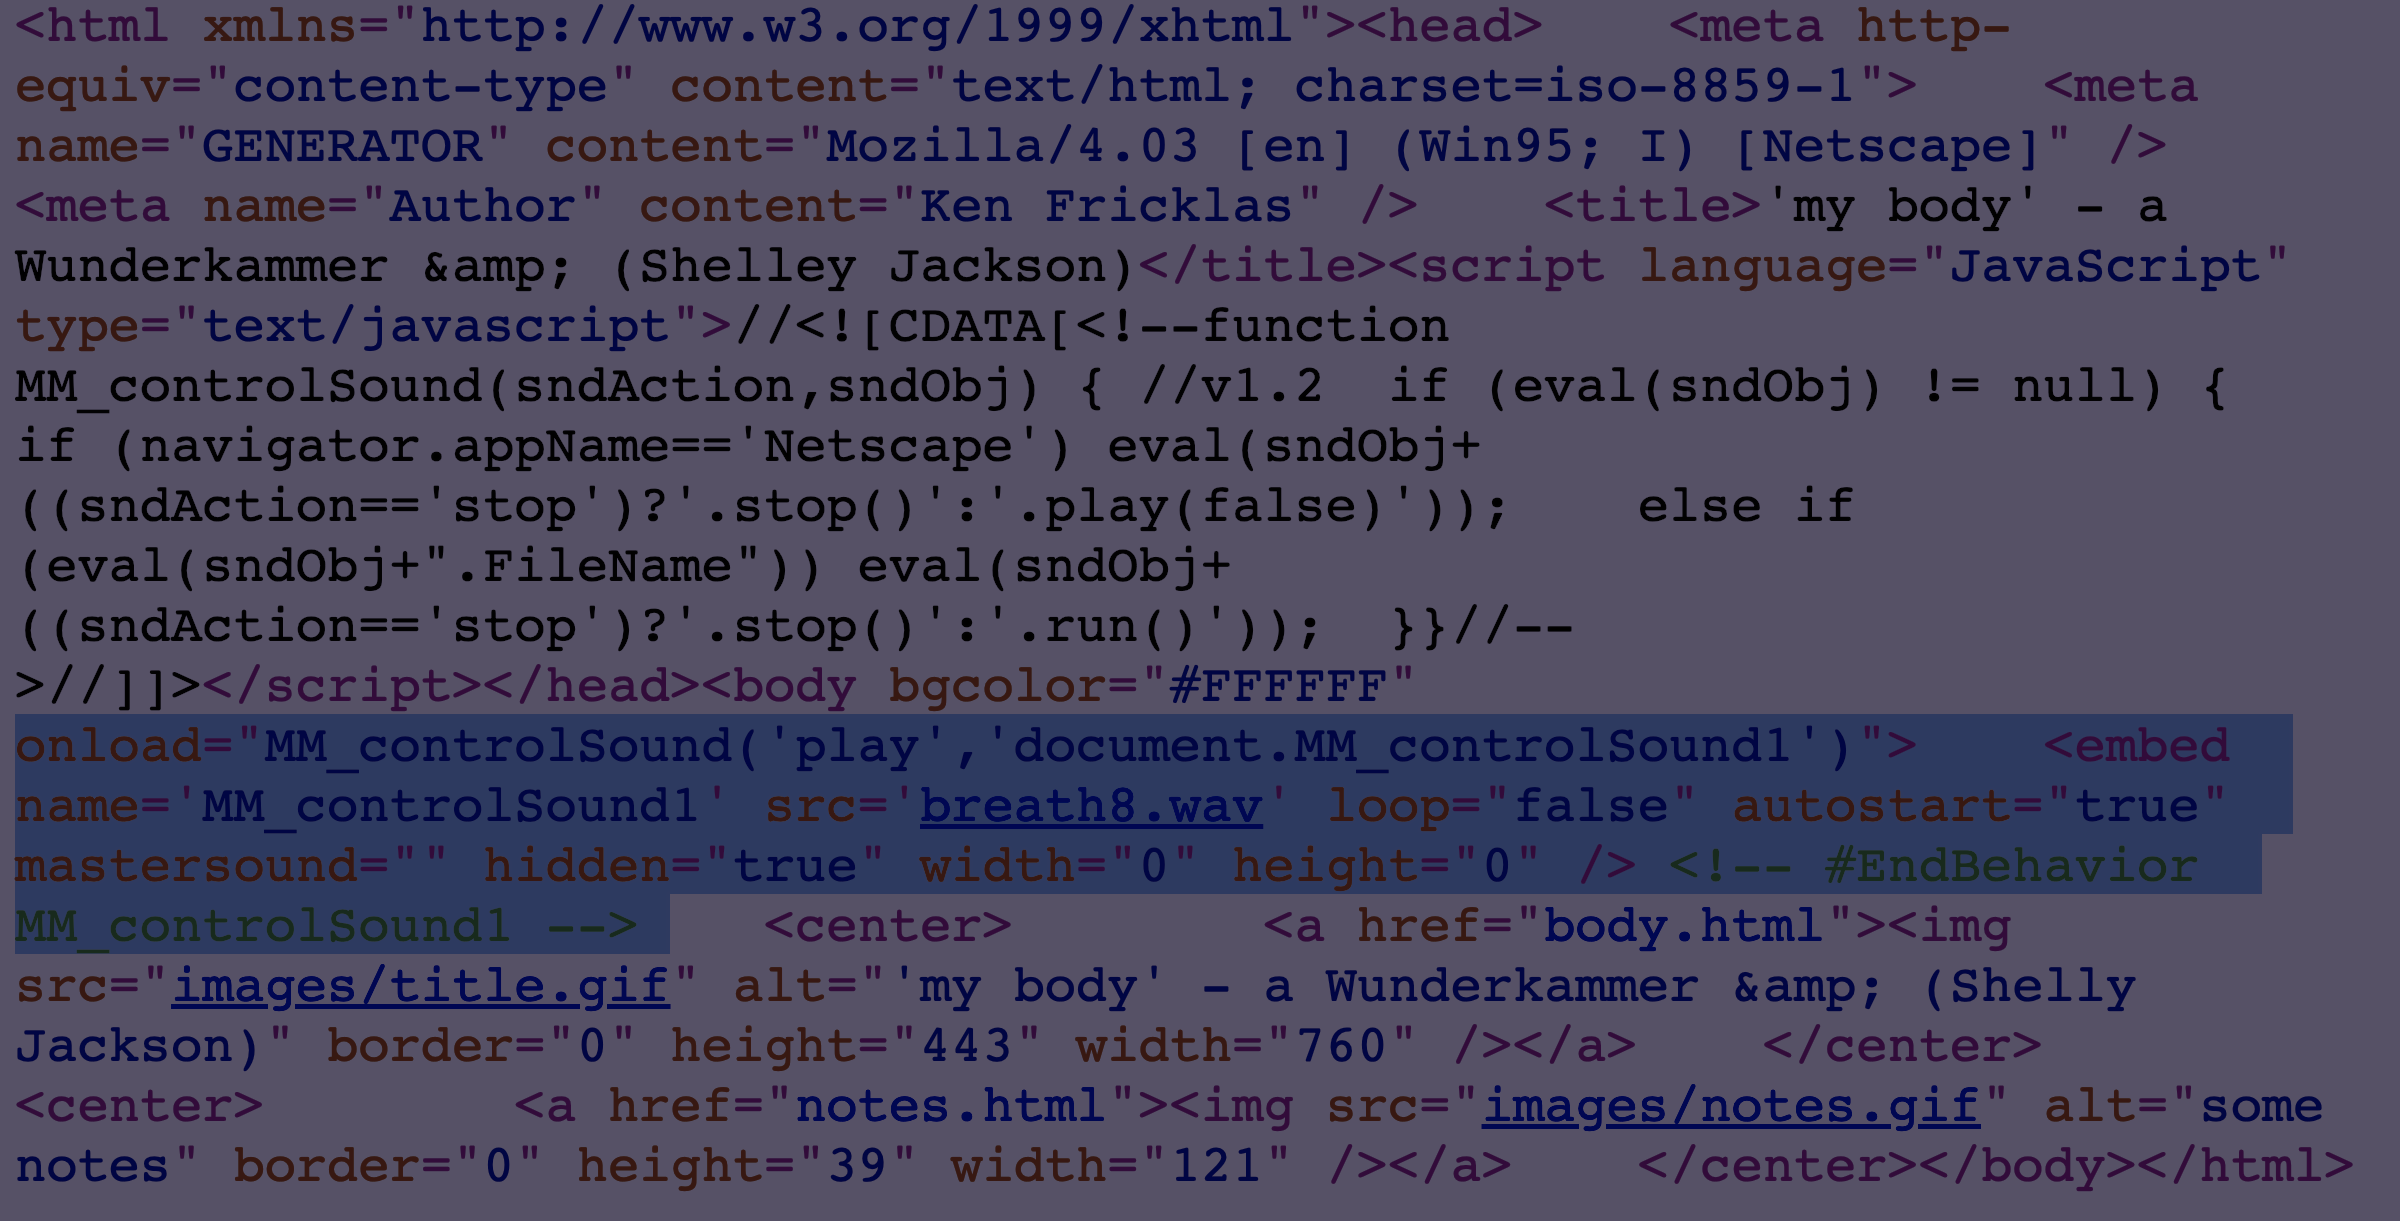 <html xmlns="http://www.w3.org/1999/xhtml"><head>    <meta http-
equiv="content-type" content="text/html; charset=iso-8859-1">    <meta
name="GENERATOR" content="Mozilla/4.03 [en] (Win95; I) [Netscape]" />
<meta name="Author" content="Ken Fricklas" />    <title>'my body' - a
Wunderkammer &amp; (Shelley Jackson)</title><script language="JavaScript"
type="text/javascript">//<![CDATA[<!--function
MM_controlSound(sndAction,sndObj) { //v1.2  if (eval(sndObj) != null) {
if (navigator.appName=='Netscape') eval(sndObj+
((sndAction=='stop')?'.stop()':'.play(false)'));    else if
(eval(sndObj+".FileName")) eval(sndObj+
((sndAction=='stop')?'.stop()':'.run()'));  }}//--
>//]]></script></head><body bgcolor="#FFFFFF"
onload="MM_controlSound('play','document.MM_controlSound1')">    <embed
name='MM_controlSound1' src='breath8.wav' loop="false" autostart="true"
mastersound="" hidden="true" width="0" height="0" /> <!-- #EndBehavior
MM_controlSound1 -->    <center>        <a href="body.html"><img
src="images/title.gif" alt="'my body' - a Wunderkammer &amp; (Shelly
Jackson)" border="0" height="443" width="760" /></a>    </center>
<center>        <a href="notes.html"><img src="images/notes.gif" alt="some
notes" border="0" height="39" width="121" /></a>    </center></body></html>